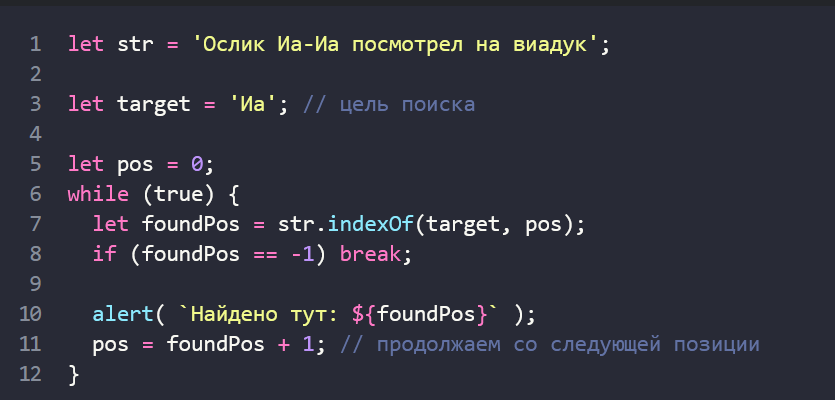 1 let str = 'Ослик Иа-Иа посмотрел на виадук';
2
3 let target = 'Иа'; // цель поиска
4
5 let pos = 0;
6 while (true) {
7   let foundPos = str.indexOf(target, pos);
8   if (foundPos == -1) break;
9
10   alert( `Найдено тут: ${foundPos}` );
11   pos = foundPos + 1; // продолжаем со следующей позиции
12 }